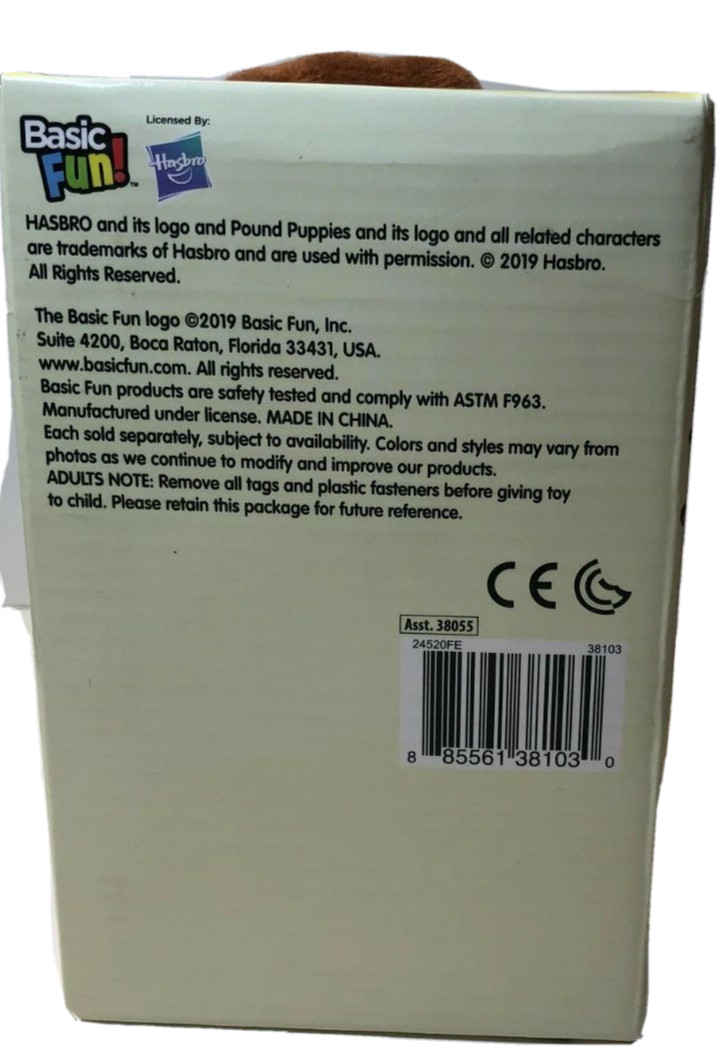 Basic
Fun!™
Licensed By:
Hasbro
HASBRO and its logo and Pound Puppies and its logo and all related characters
are trademarks of Hasbro and are used with permission. © 2019 Hasbro.
All Rights Reserved.
The Basic Fun logo ©2019 Basic Fun, Inc.
Suite 4200, Boca Raton, Florida 33431, USA.
www.basicfun.com. All rights reserved.
Basic Fun products are safety tested and comply with ASTM F963.
Manufactured under license. MADE IN CHINA.
Each sold separately, subject to availability. Colors and styles may vary from
photos as we continue to modify and improve our products.
ADULTS NOTE: Remove all tags and plastic fasteners before giving toy
to child. Please retain this package for future reference.
CE
Asst. 38055
24520FE 38103
8 85561 38103 0